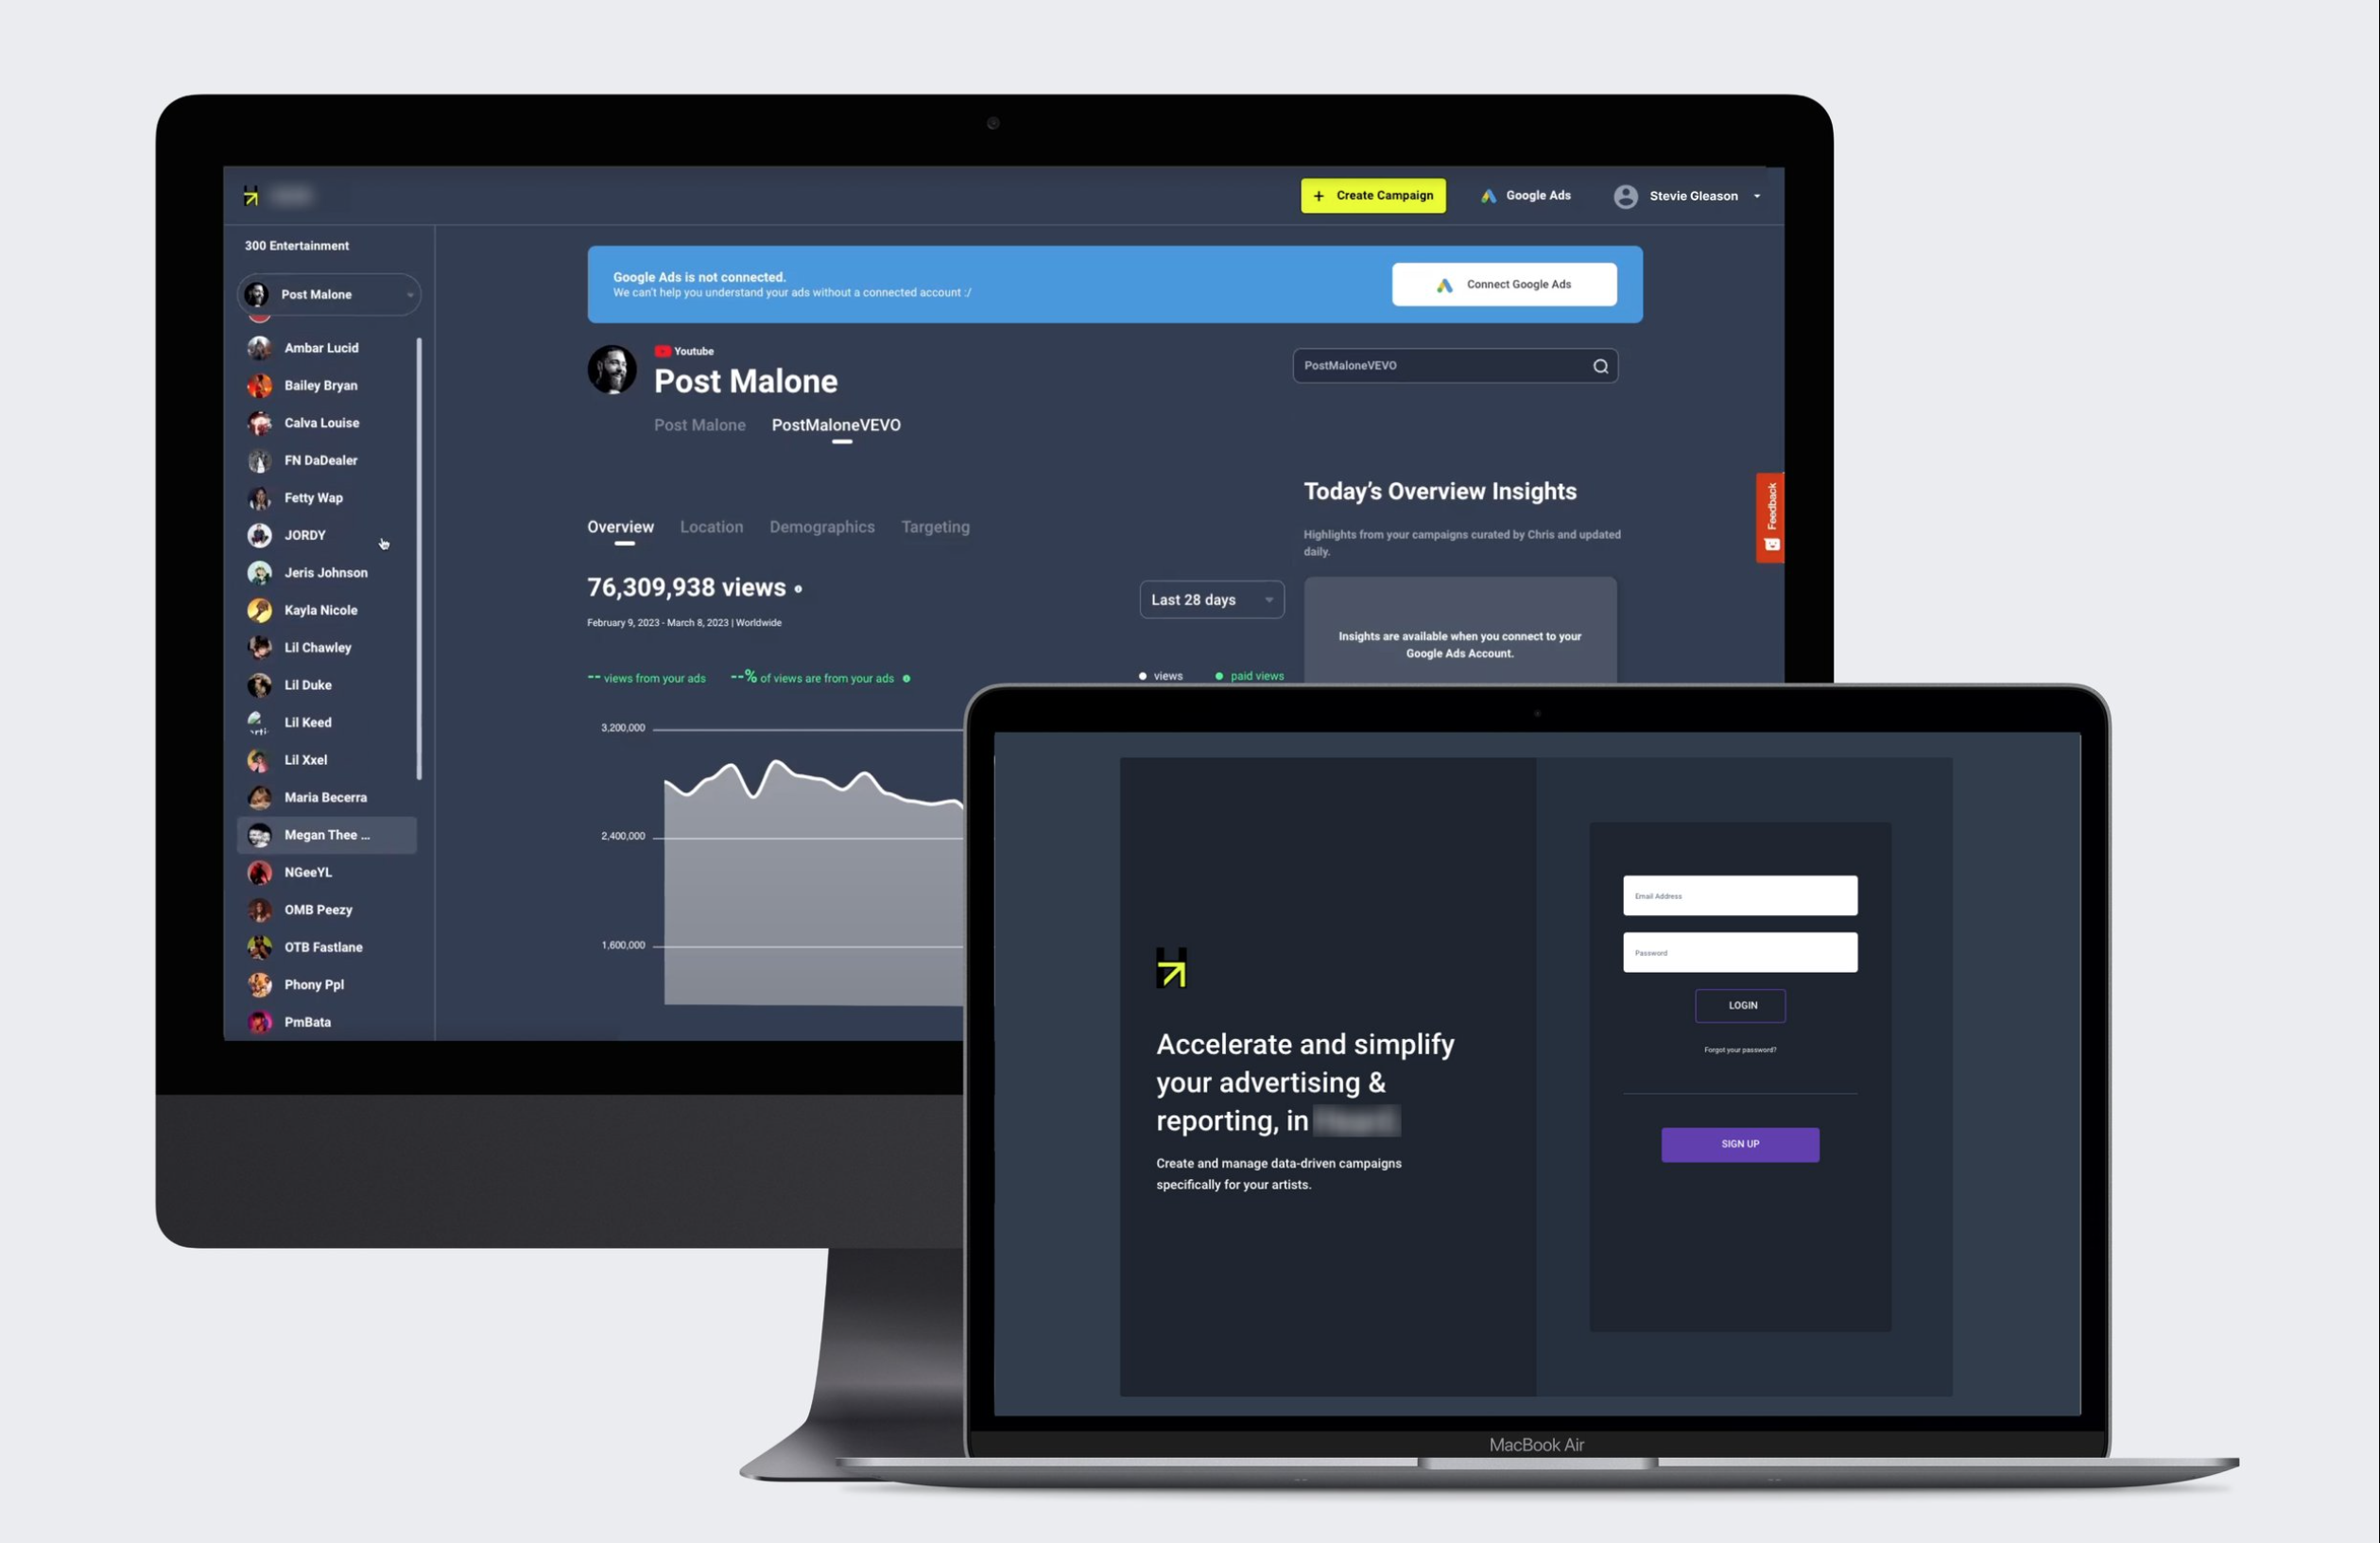 + Create Campaign
Google Ads
Stevie Gleason
300 Entertainment
Post Malone
Ambar Lucid
Bailey Bryan
Calva Louise
FN DaDealer
Fetty Wap
JORDY
Jeris Johnson
Kayla Nicole
Lil Chawley
Lil Duke
Lil Keed
Lil Xxel
Maria Becerra
Megan Thee ...
NGeeYL
OMB Peezy
OTB Fastlane
Phony Ppl
PmBata
Google Ads is not connected.
We can't help you understand your ads without a connected account :/
Connect Google Ads
Youtube
Post Malone
Post Malone PostMaloneVEVO
PostMaloneVEVO
Overview Location Demographics Targeting
76,309,938 views
February 9, 2023 - March 8, 2023 | Worldwide
Last 28 days
-- views from your ads --% of views are from your ads
views paid views
3,200,000
2,400,000
1,600,000
Today's Overview Insights
Highlights from your campaigns curated by Chris and updated
daily.
Insights are available when you connect to your
Google Ads Account.
Feedback
Accelerate and simplify
your advertising &
reporting, in
Create and manage data-driven campaigns
specifically for your artists.
Email Address
Password
LOGIN
Forgot your password?
SIGN UP
MacBook Air